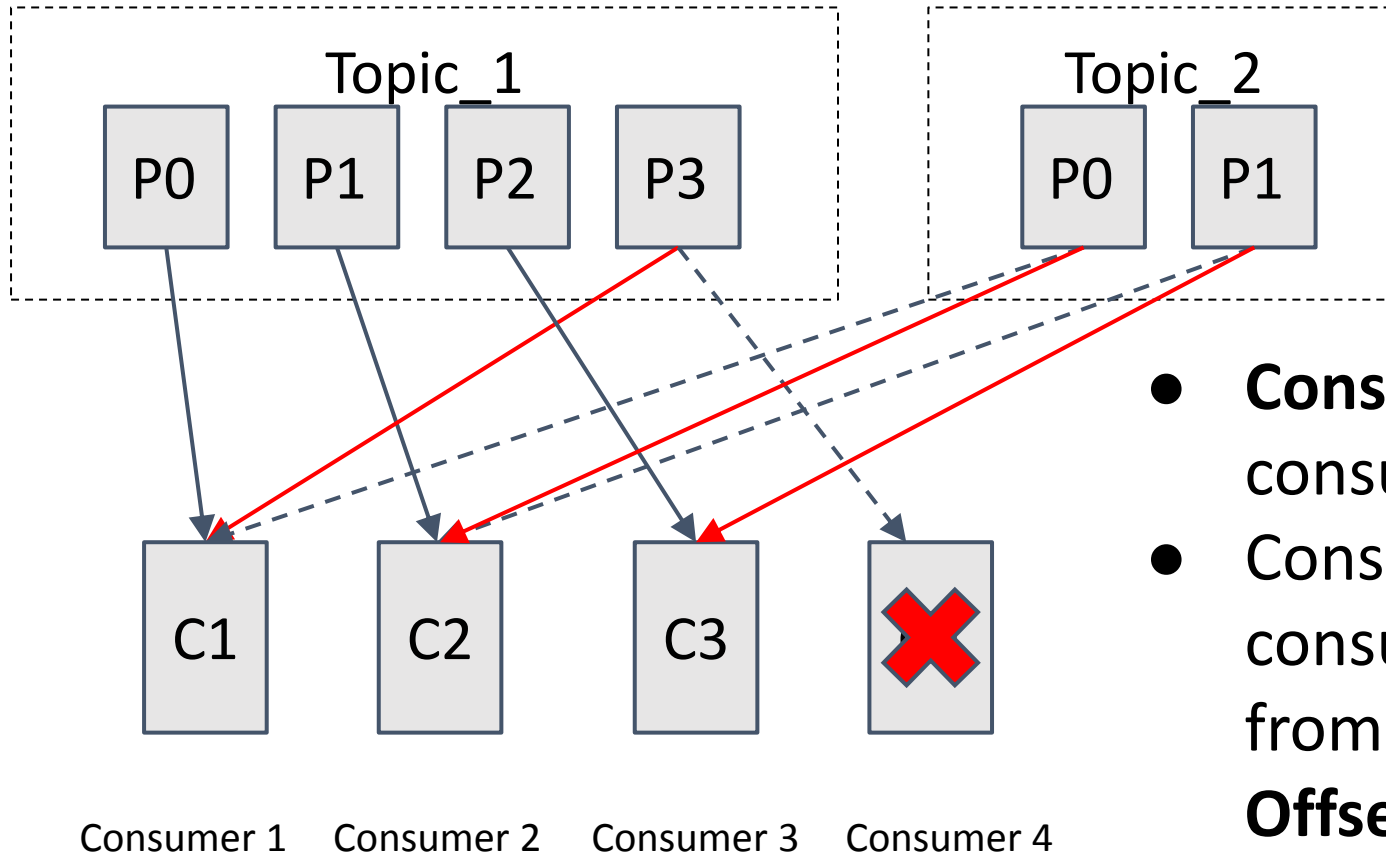 Topic_1
Topic_2
P0 P1 P2 P3
P0 P1
C1 C2 C3
Consumer 1 Consumer 2 Consumer 3 Consumer 4
● Cons
consu
● Cons
consu
from
Offse